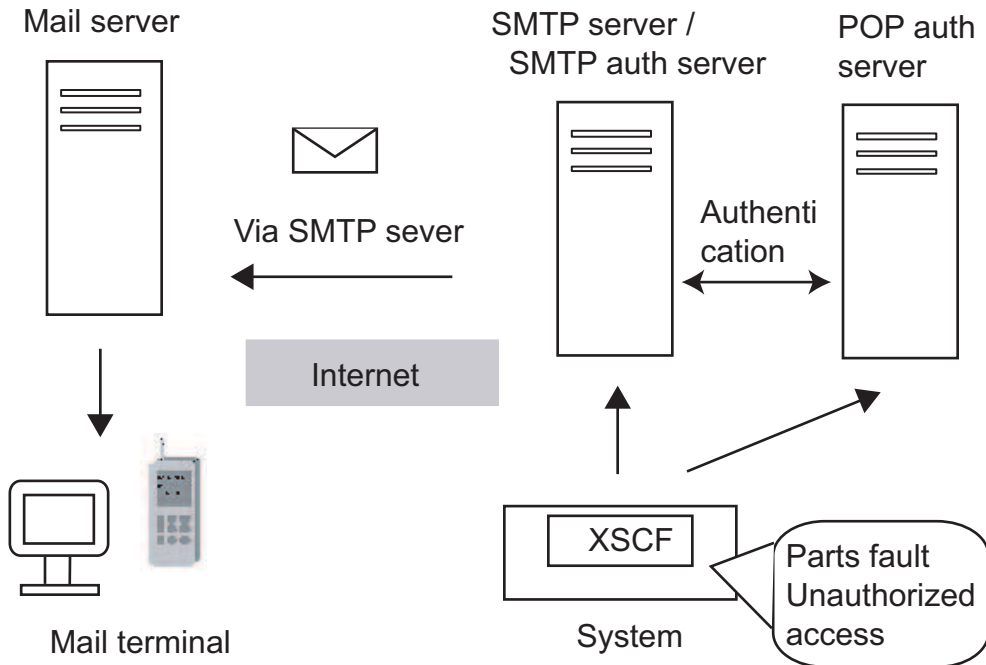 Mail server
SMTP server /
SMTP auth server
POP auth
server
Via SMTP sever
Authenti
cation
Internet
XSCF
Parts fault
Unauthorized
access
Mail terminal
System